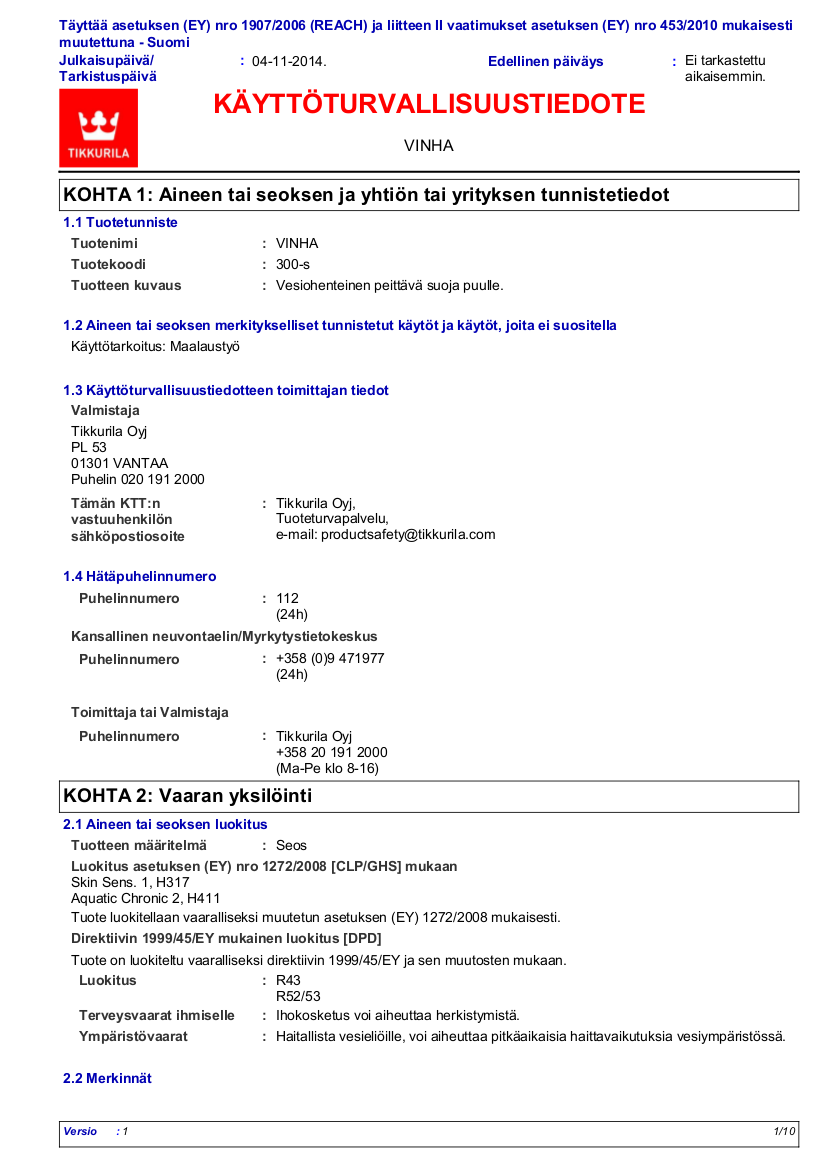 Täyttää asetuksen (EY) nro 1907/2006 (REACH) ja liitteen II vaatimukset asetuksen (EY) nro 453/2010 mukaisesti
muutettuna - Suomi
Julkaisupäivä/ : 04-11-2014. Edellinen päiväys : Ei tarkastettu
Tarkistuspäivä aikaisemmin.
TIKKURILA
KÄYTTÖTURVALLISUUSTIEDOTE
VINHA
KOHTA 1: Aineen tai seoksen ja yhtiön tai yrityksen tunnistetiedot
1.1 Tuotetunniste
Tuotenimi : VINHA
Tuotekoodi : 300-s
Tuotteen kuvaus : Vesiohenteinen peittävä suoja puulle.
1.2 Aineen tai seoksen merkitykselliset tunnistetut käytöt ja käytöt, joita ei suositella
Käyttötarkoitus: Maalaustyö
1.3 Käyttöturvallisuustiedotteen toimittajan tiedot
Valmistaja
Tikkurila Oyj
PL 53
01301 VANTAA
Puhelin 020 191 2000
Tämän KTT:n : Tikkurila Oyj,
vastuuhenkilön Tuoteturvapalvelu,
sähköpostiosoite e-mail: productsafety@tikkurila.com
1.4 Hätäpuhelinnumero
Puhelinnumero : 112
(24h)
Kansallinen neuvontaelin/Myrkytystietokeskus
Puhelinnumero : +358 (0)9 471977
(24h)
Toimittaja tai Valmistaja
Puhelinnumero : Tikkurila Oyj
+358 20 191 2000
(Ma-Pe klo 8-16)
KOHTA 2: Vaaran yksilöinti
2.1 Aineen tai seoksen luokitus
Tuotteen määritelmä : Seos
Luokitus asetuksen (EY) nro 1272/2008 [CLP/GHS] mukaan
Skin Sens. 1, H317
Aquatic Chronic 2, H411
Tuote luokitellaan vaaralliseksi muutetun asetuksen (EY) 1272/2008 mukaisesti.
Direktiivin 1999/45/EY mukainen luokitus [DPD]
Tuote on luokiteltu vaaralliseksi direktiivin 1999/45/EY ja sen muutosten mukaan.
Luokitus : R43
R52/53
Terveysvaarat ihmiselle : Ihokosketus voi aiheuttaa herkistymistä.
Ympäristövaarat : Haitallista vesieliöille, voi aiheuttaa pitkäaikaisia haittavaikutuksia vesiympäristössä.
2.2 Merkinnät
Versio : 1 1/10